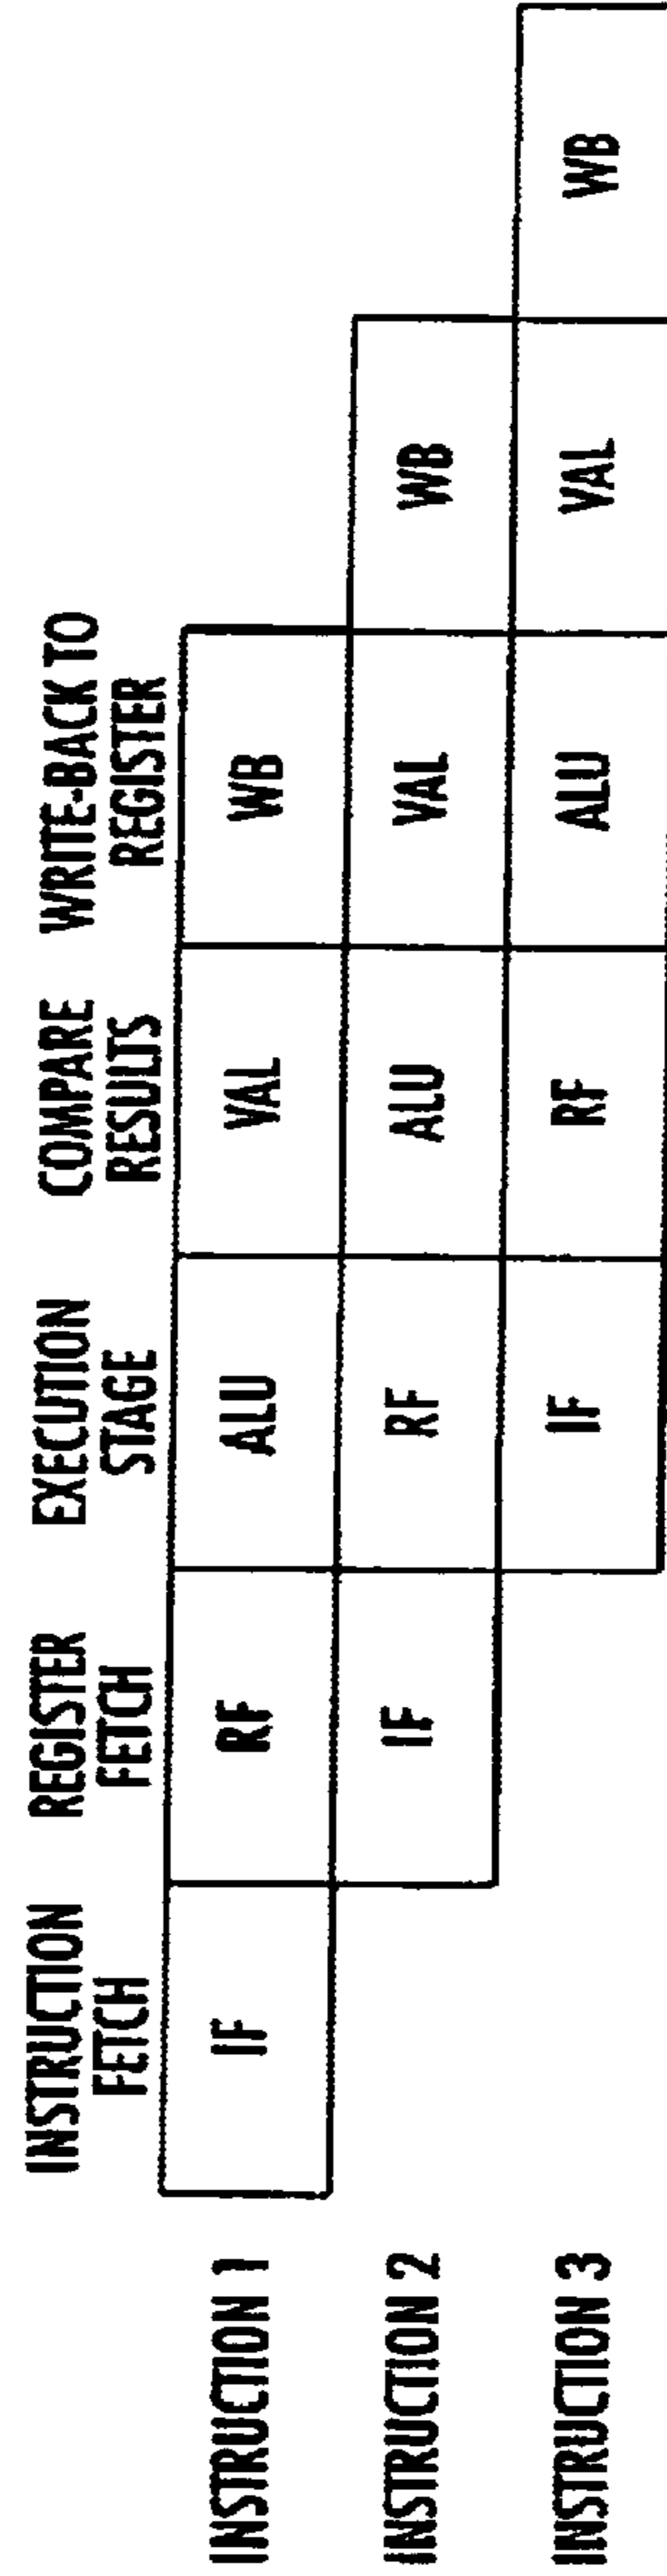 INSTRUCTION
FETCH
REGISTER
FETCH
EXECUTION
STAGE
COMPARE
RESULTS
WRITE-BACK TO
REGISTER
INSTRUCTION 1
IF
RF
ALU
VAL
WB
INSTRUCTION 2
IF
RF
ALU
VAL
WB
INSTRUCTION 3
IF
RF
ALU
VAL
WB